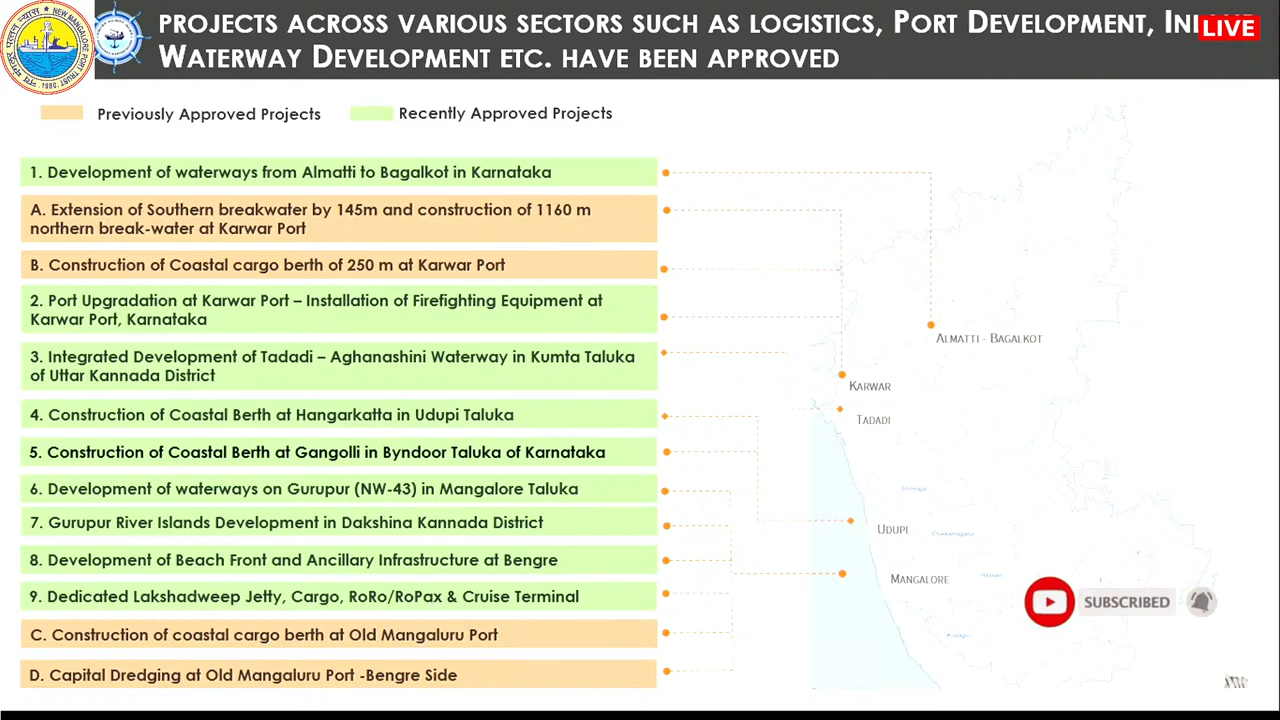 PROJECTS ACROSS VARIOUS SECTORS SUCH AS LOGISTICS, PORT DEVELOPMENT,
LIVE
WATERWAY DEVELOPMENT ETC. HAVE BEEN APPROVED
Previously Approved Projects
Recently Approved Projects
1. Development of waterways from Almatti to Bagalkot in Karnataka
A. Extension of Southern breakwater by 145m and construction of 1160 m
northern break-water at Karwar Port
B. Construction of Coastal cargo berth of 250 m at Karwar Port
2. Port Upgradation at Karwar Port – Installation of Firefighting Equipment at
Karwar Port, Karnataka
3. Integrated Development of Tadadi – Aghanashini Waterway in Kumta Taluka
of Uttar Kannada District
4. Construction of Coastal Berth at Hangarkatta in Udupi Taluka
5. Construction of Coastal Berth at Gangolli in Byndoor Taluka of Karnataka
6. Development of waterways on Gurupur (NW-43) in Mangalore Taluka
7. Gurupur River Islands Development in Dakshina Kannada District
8. Development of Beach Front and Ancillary Infrastructure at Bengre
9. Dedicated Lakshadweep Jetty, Cargo, RoRo/RoPax & Cruise Terminal
C. Construction of coastal cargo berth at Old Mangaluru Port
D. Capital Dredging at Old Mangaluru Port -Bengre Side
ALMATTI - BAGALKOT
KARWAR
TADADI
Shimoga
UDUPI
Chikkamagaluru
MANGALORE
Hassan
Kodagu
SUBSCRIBED
NEW MANGALORE PORT TRUST
1980